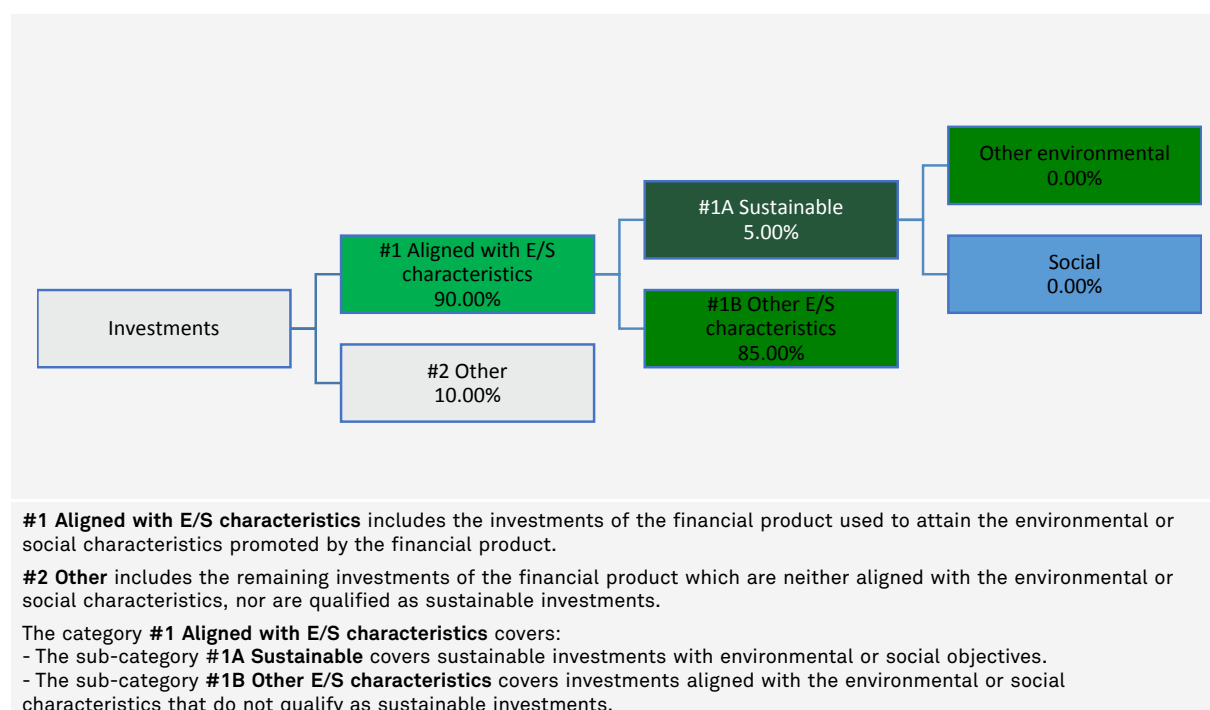 Investments
#1 Aligned with E/S
characteristics
90.00%
#2 Other
10.00%
#1A Sustainable
5.00%
#1B Other E/S
characteristics
85.00%
Other environmental
0.00%
Social
0.00%
#1 Aligned with E/S characteristics includes the investments of the financial product used to attain the environmental or
social characteristics promoted by the financial product.
#2 Other includes the remaining investments of the financial product which are neither aligned with the environmental or
social characteristics, nor are qualified as sustainable investments.
The category #1 Aligned with E/S characteristics covers:
- The sub-category #1A Sustainable covers sustainable investments with environmental or social objectives.
- The sub-category #1B Other E/S characteristics covers investments aligned with the environmental or social
characteristics that do not qualify as sustainable investments.